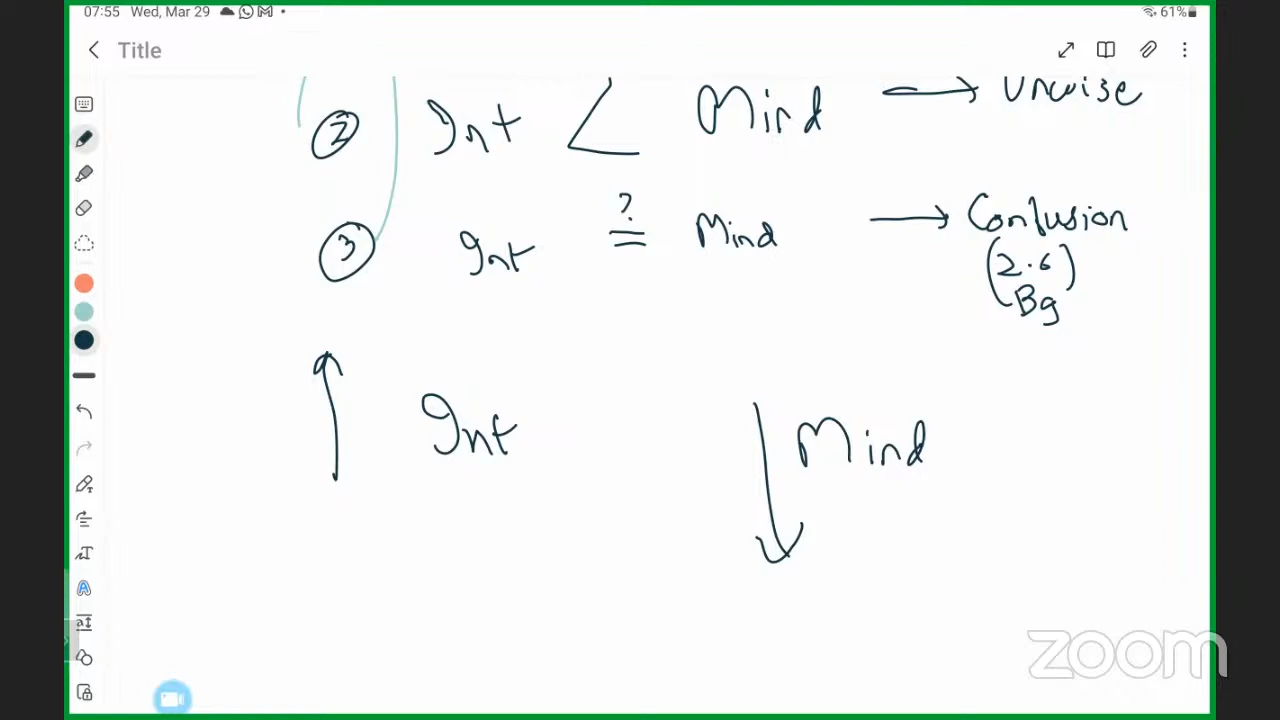 07:55 Wed, Mar 29
61%
Title
② Int < Mind → Unwise
③ Int ?= Mind → Confusion
(2.6)
Bg
↑ Int ↓ Mind
zoom